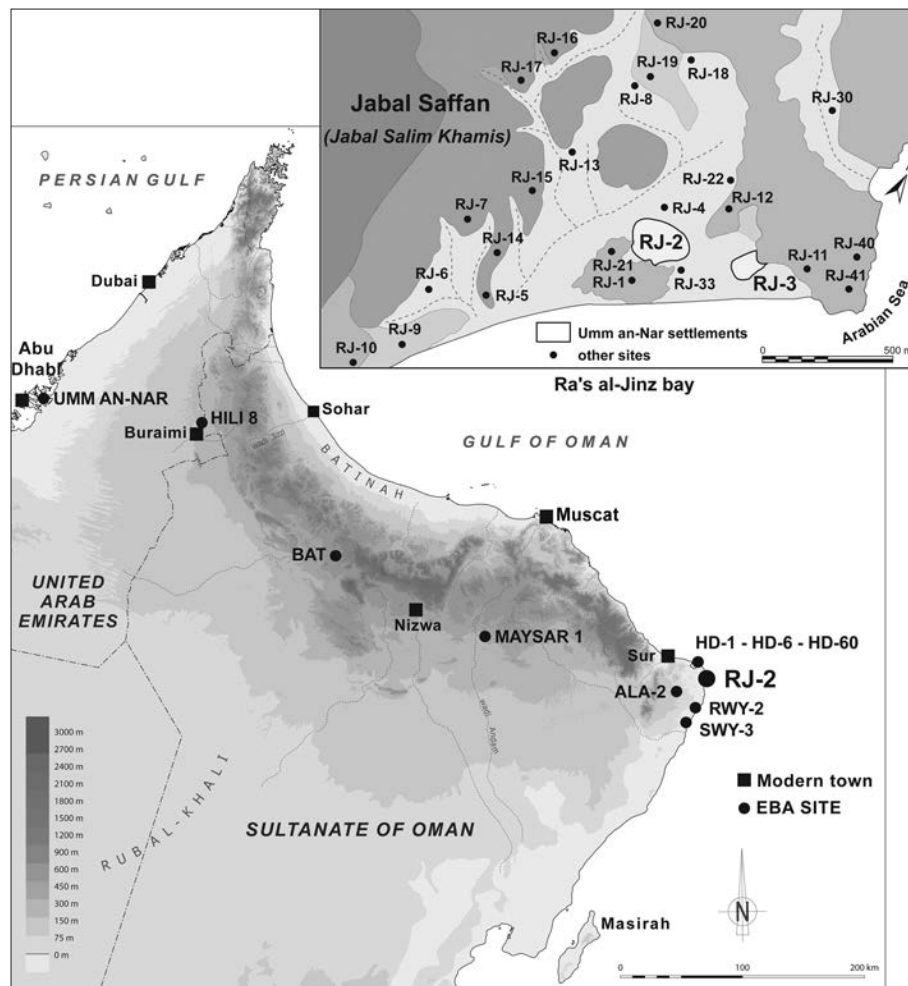 RJ-20
RJ-16
RJ-19
RJ-18
RJ-17
RJ-8
RJ-30
Jabal Saffan
(Jabal Salim Khamis)
RJ-13
RJ-15
RJ-22
RJ-12
RJ-7
RJ-4
RJ-14
RJ-2
RJ-11
RJ-40
RJ-21
RJ-6
RJ-1
RJ-33
RJ-3
RJ-41
RJ-5
Arabian Sea
RJ-9
RJ-10
Umm an-Nar settlements
other sites
0
500 m
Ra's al-Jinz bay
PERSIAN GULF
Dubai
Abu
Dhabi
UMM AN-NAR
HILI 8
Buraimi
Sohar
wadi Jizzi
BATINAH
GULF OF OMAN
Muscat
BAT
UNITED
ARAB
EMIRATES
Nizwa
MAYSAR 1
Sur
HD-1 - HD-6 - HD-60
RJ-2
ALA-2
RWY-2
SWY-3
wadi Andam
3000 m
2700 m
2400 m
2100 m
1800 m
1500 m
1200 m
900 m
600 m
450 m
300 m
150 m
75 m
0 m
RUB AL-KHALI
SULTANATE OF OMAN
Modern town
EBA SITE
N
Masirah
0
100
200 km